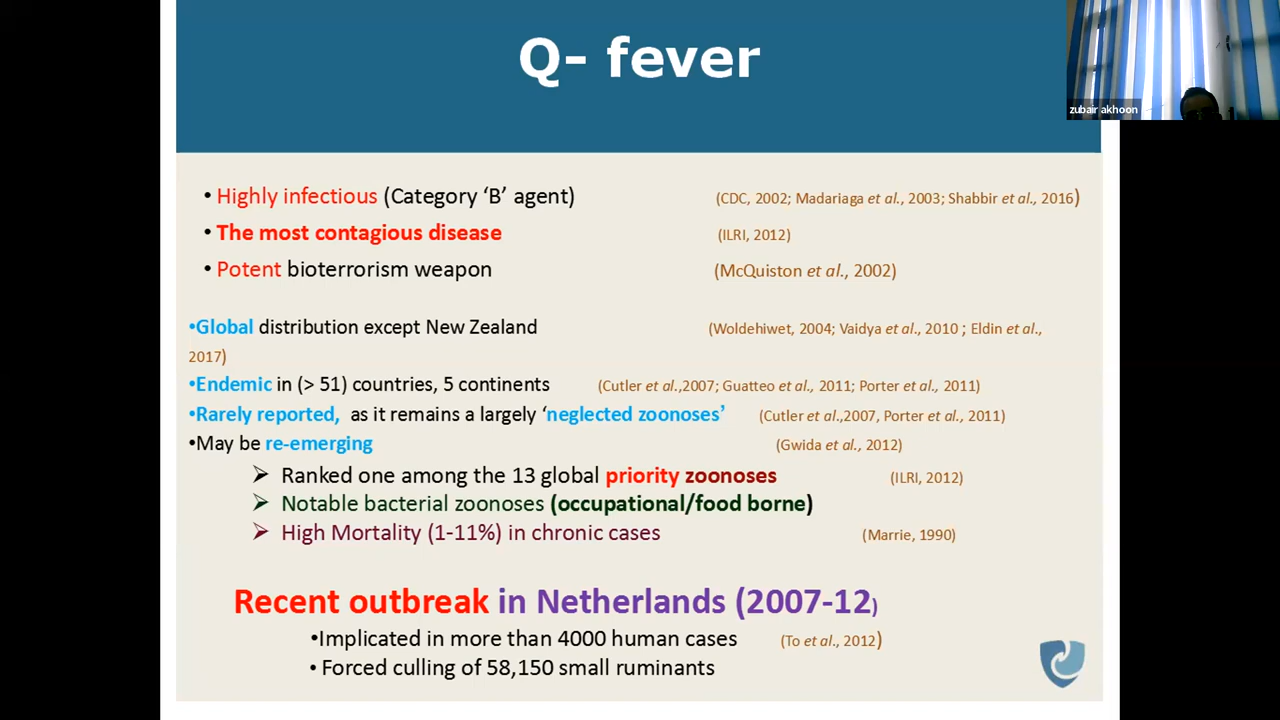 Q- fever
zubair akhoon
• Highly infectious (Category ‘B’ agent) (CDC, 2002; Madariaga et al., 2003; Shabbir et al., 2016)
• The most contagious disease (ILRI, 2012)
• Potent bioterrorism weapon (McQuiston et al., 2002)
•Global distribution except New Zealand (Woldehiwet, 2004; Vaidya et al., 2010 ; Eldin et al.,
2017)
•Endemic in (> 51) countries, 5 continents (Cutler et al.,2007; Guatteo et al., 2011; Porter et al., 2011)
•Rarely reported, as it remains a largely ‘neglected zoonoses’ (Cutler et al.,2007, Porter et al., 2011)
•May be re-emerging (Gwida et al., 2012)
➢ Ranked one among the 13 global priority zoonoses (ILRI, 2012)
➢ Notable bacterial zoonoses (occupational/food borne)
➢ High Mortality (1-11%) in chronic cases (Marrie, 1990)
Recent outbreak in Netherlands (2007-12)
•Implicated in more than 4000 human cases (To et al., 2012)
• Forced culling of 58,150 small ruminants